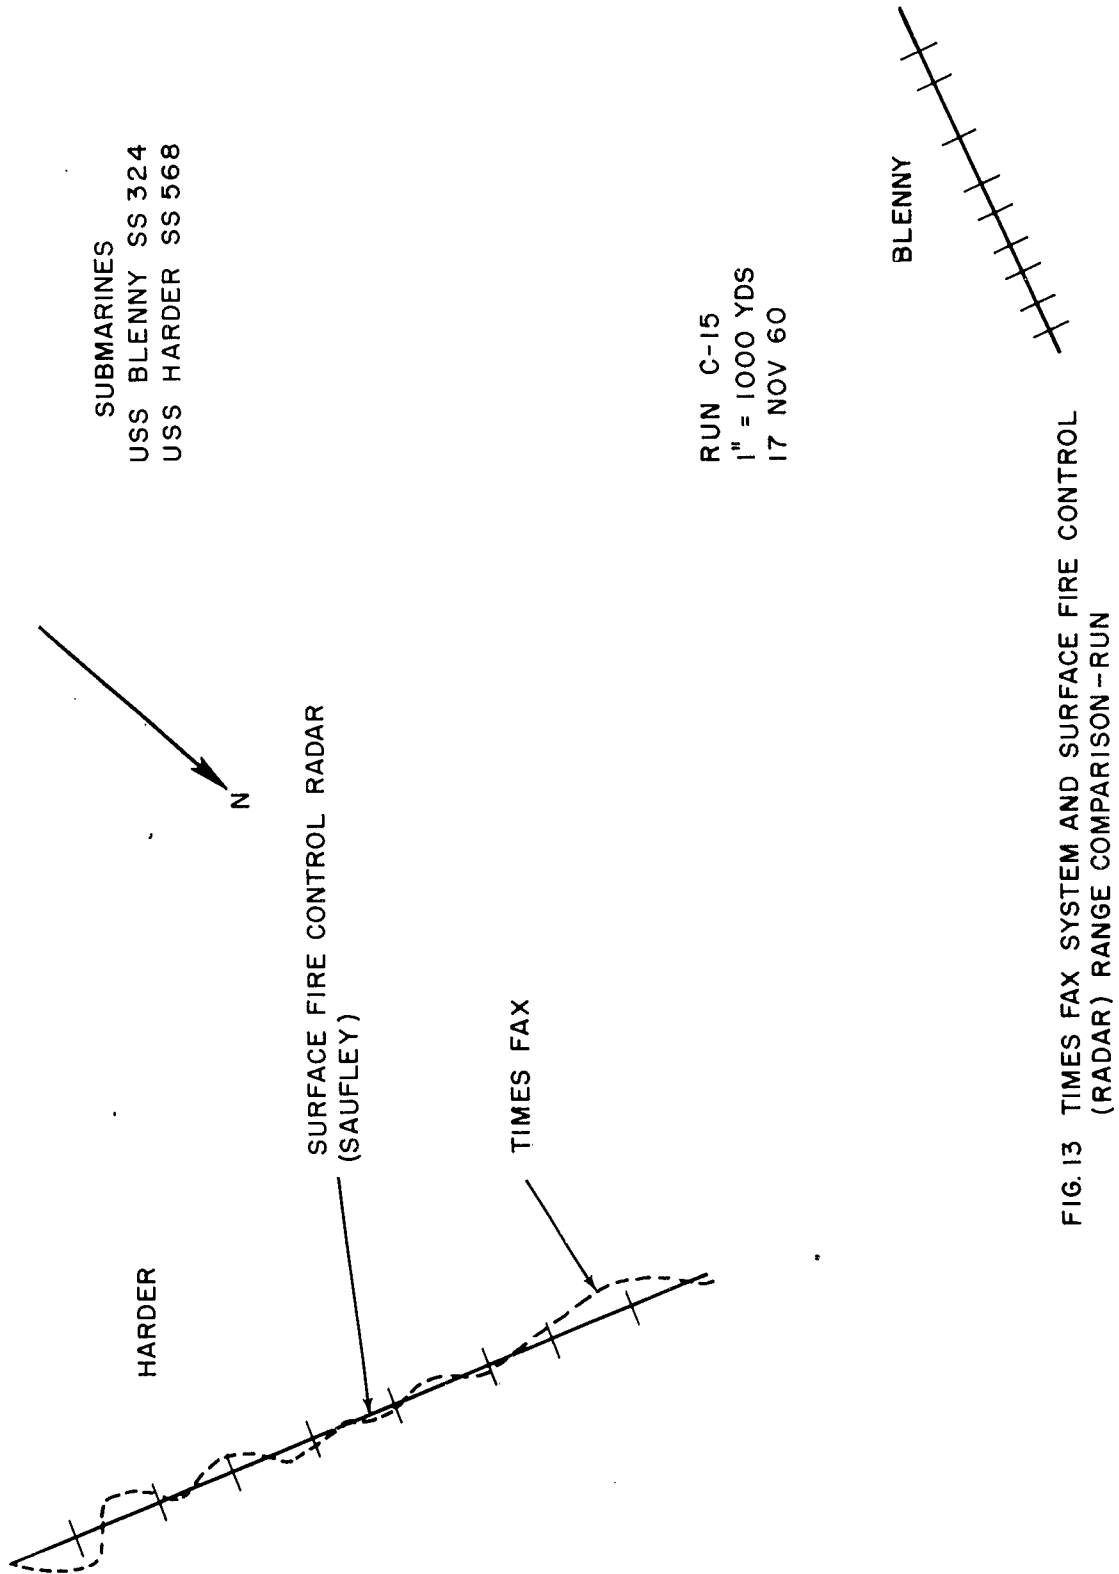 SUBMARINES
USS BLENNY SS 324
USS HARDER SS 568
N
HARDER
SURFACE FIRE CONTROL RADAR
(SAUFLEY)
TIMES FAX
RUN C-15
1" = 1000 YDS
17 NOV 60
BLENNY
FIG. 13 TIMES FAX SYSTEM AND SURFACE FIRE CONTROL
(RADAR) RANGE COMPARISON-RUN